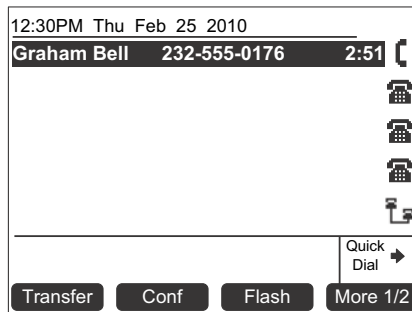 12:30PM Thu Feb 25 2010
Graham Bell 232-555-0176 2:51
Quick
Dial
Transfer Conf Flash More 1/2